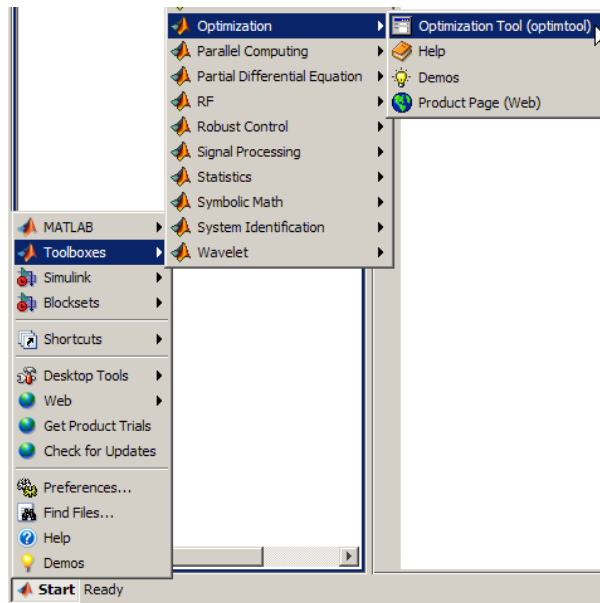 Optimization
Parallel Computing
Partial Differential Equation
RF
Robust Control
Signal Processing
Statistics
Symbolic Math
System Identification
Wavelet
Optimization Tool (optimtool)
Help
Demos
Product Page (Web)
MATLAB
Toolboxes
Simulink
Blocksets
Shortcuts
Desktop Tools
Web
Get Product Trials
Check for Updates
Preferences...
Find Files...
Help
Demos
Start Ready